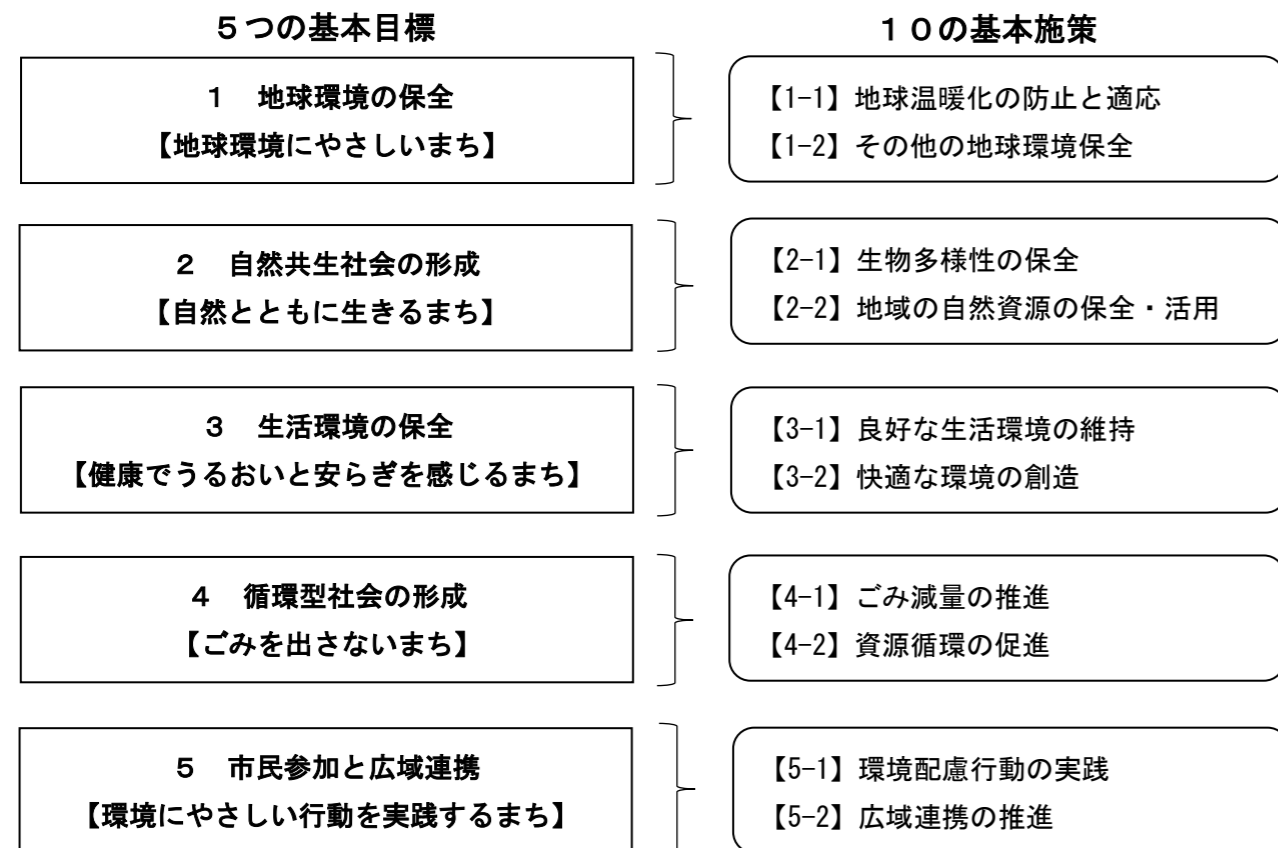 ５つの基本目標
１０の基本施策
１　地球環境の保全
【地球環境にやさしいまち】
【1-1】地球温暖化の防止と適応
【1-2】その他の地球環境保全
２　自然共生社会の形成
【自然とともに生きるまち】
【2-1】生物多様性の保全
【2-2】地域の自然資源の保全・活用
３　生活環境の保全
【健康でうるおいと安らぎを感じるまち】
【3-1】良好な生活環境の維持
【3-2】快適な環境の創造
４　循環型社会の形成
【ごみを出さないまち】
【4-1】ごみ減量の推進
【4-2】資源循環の促進
５　市民参加と広域連携
【環境にやさしい行動を実践するまち】
【5-1】環境配慮行動の実践
【5-2】広域連携の推進